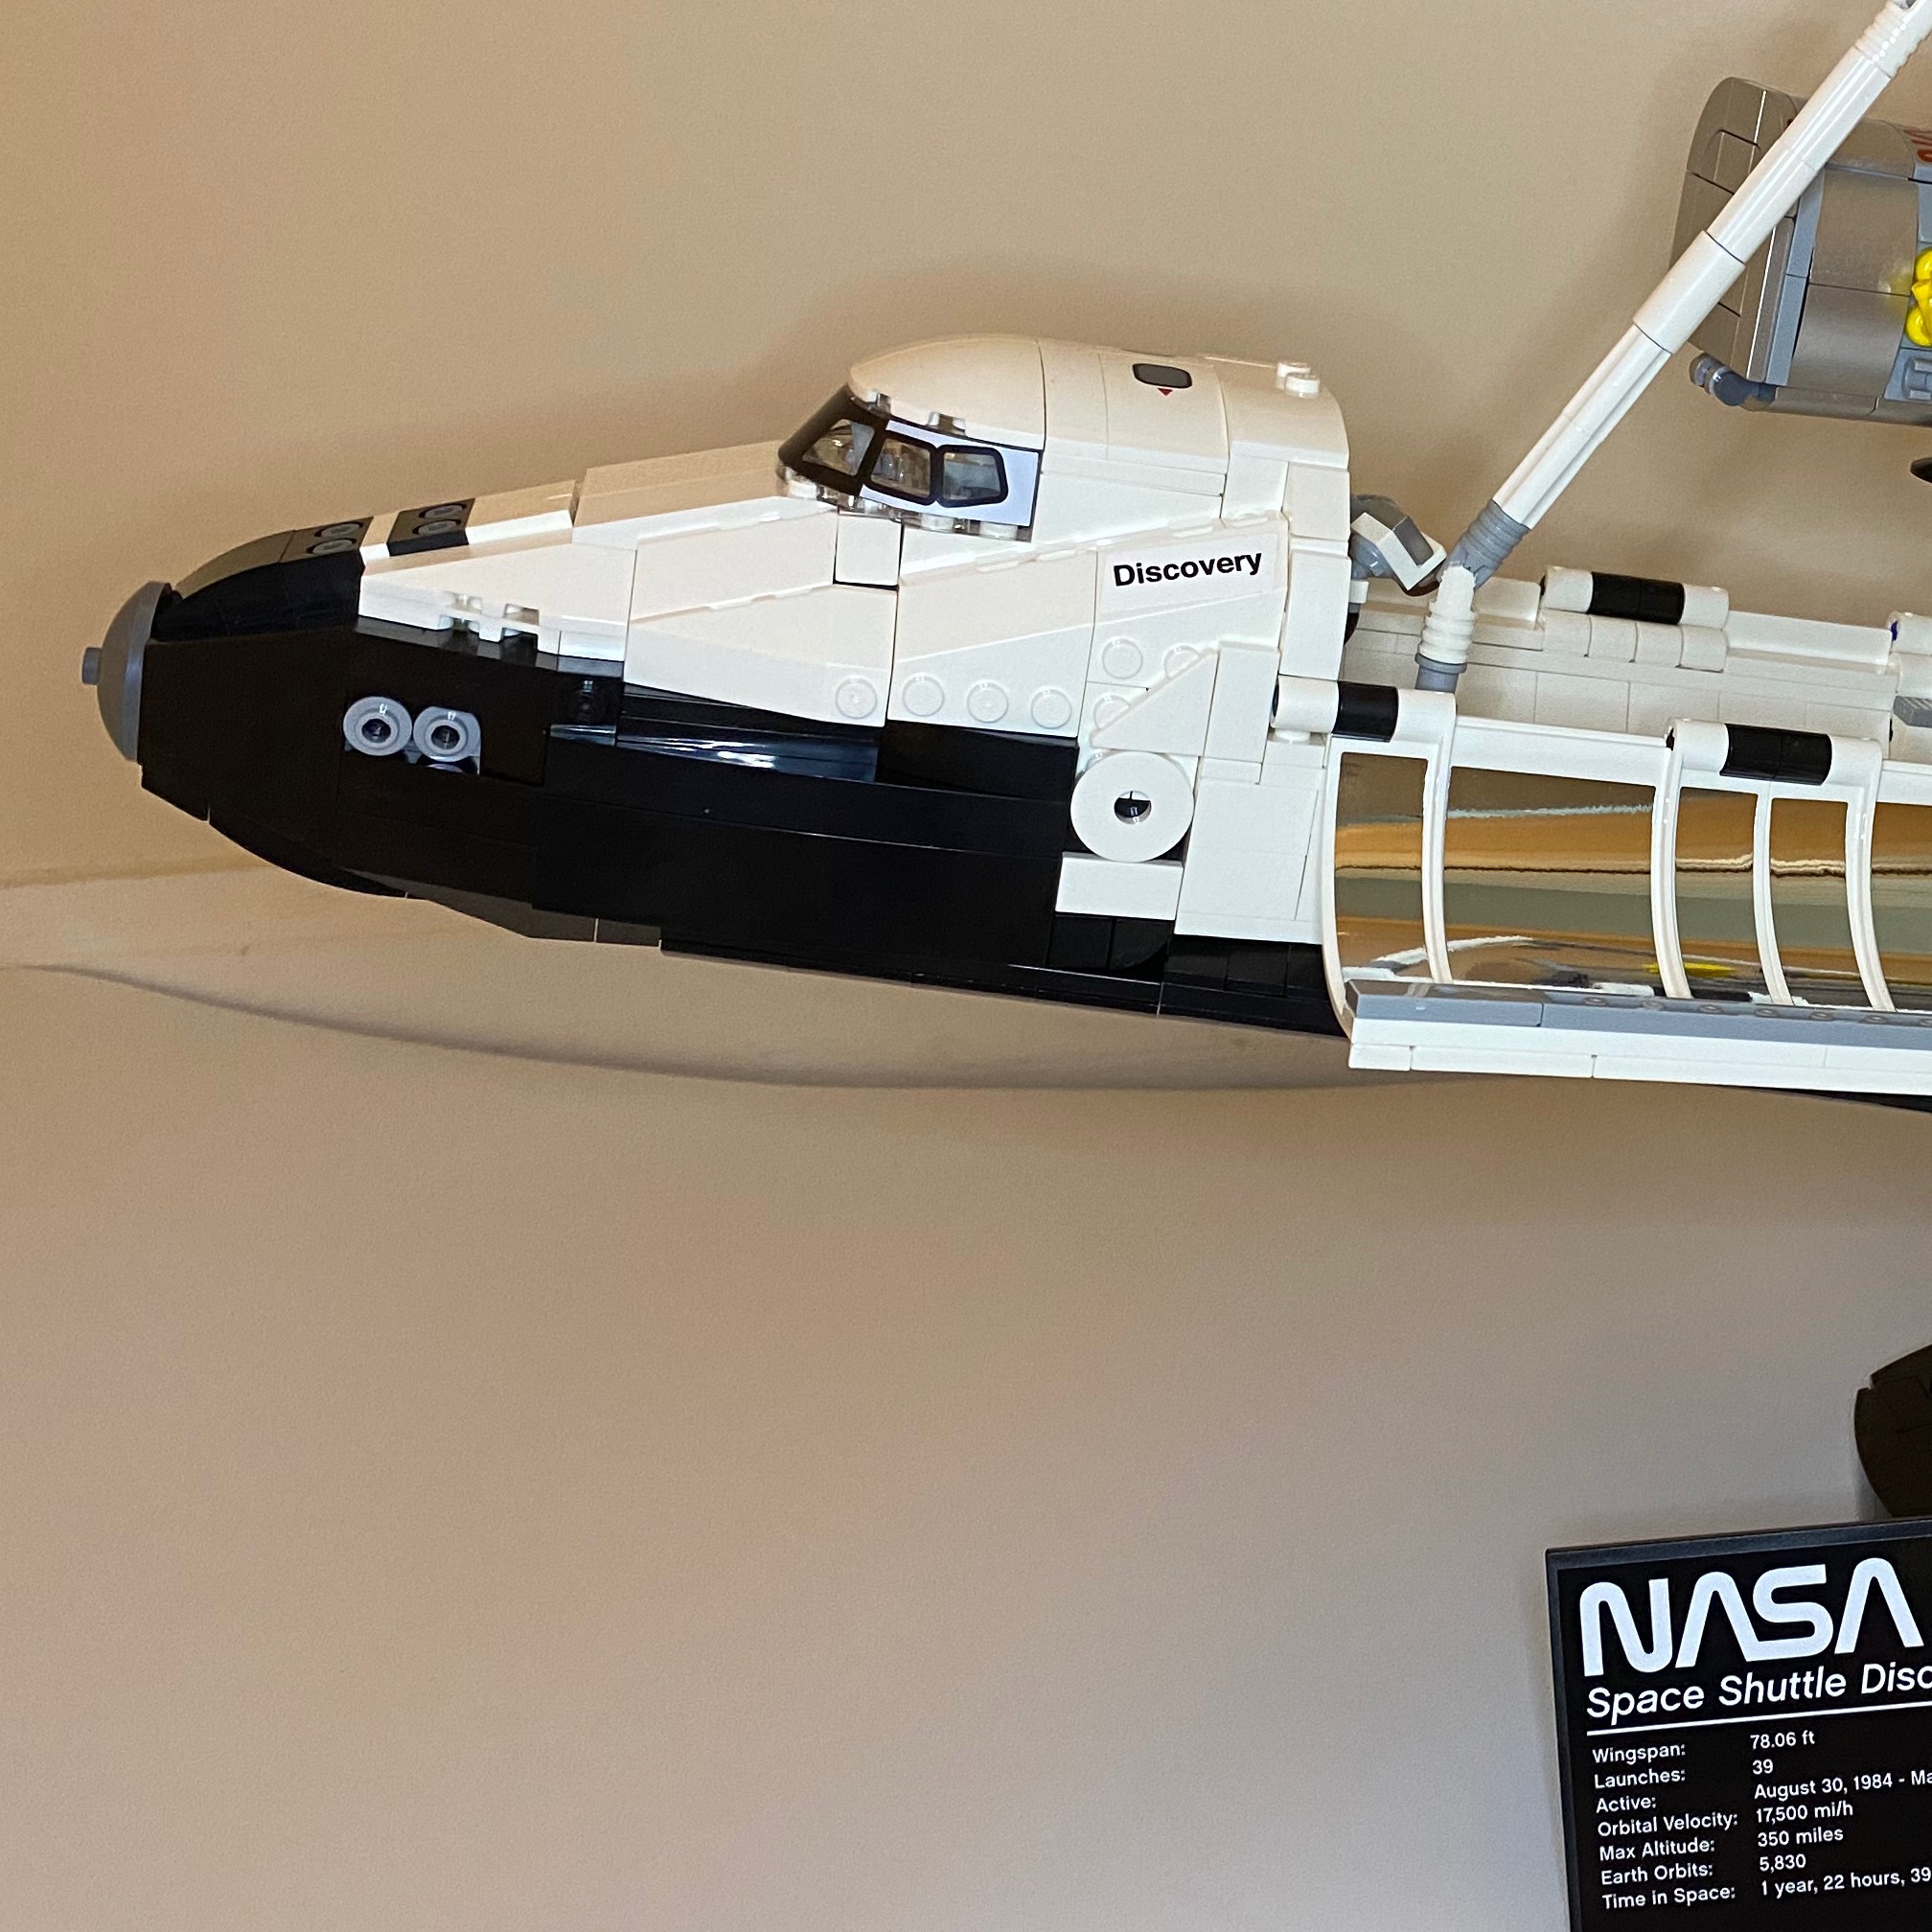 Discovery
NASA
Space Shuttle Disc
Wingspan: 78.06 ft
Launches: 39
Active: August 30, 1984 - Ma
Orbital Velocity: 17,500 mi/h
Max Altitude: 350 miles
Earth Orbits: 5,830
Time in Space: 1 year, 22 hours, 39